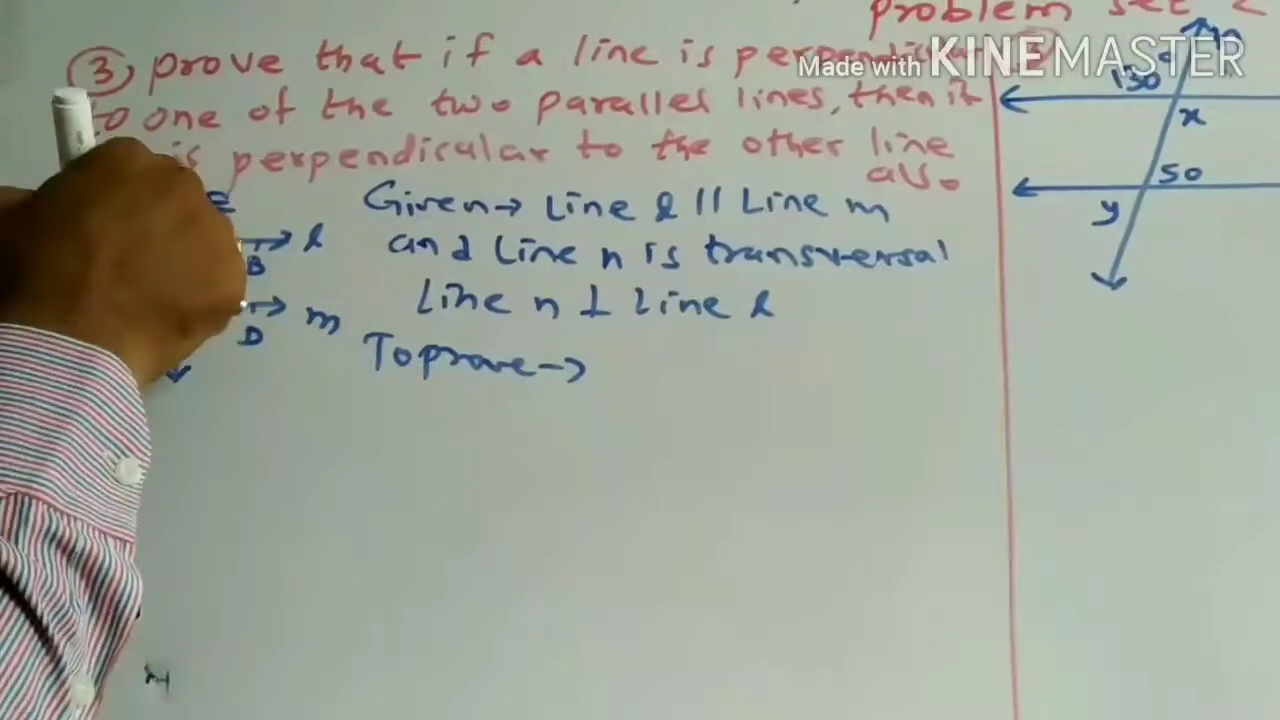 problem set 2
③ prove that if a line is
to one of the two parallel lines, then it
is perpendicular to the other line
also
Given→ Line l || Line m
and Line n is transversal
Line n ⊥ Line l
To prove→
l
B
m
D
Made with KINEMASTER
130°
x
50
y